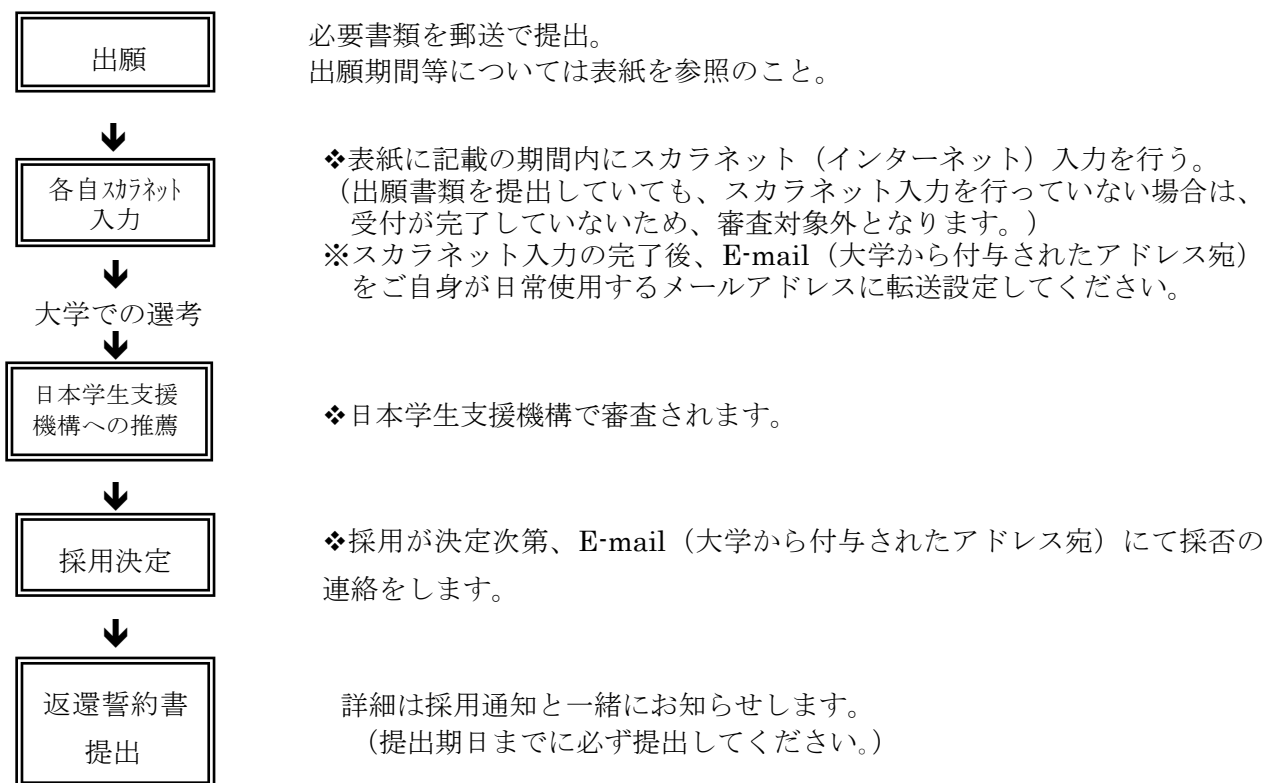 出願
必要書類を郵送で提出。
出願期間等については表紙を参照のこと。
各自スカラネット
入力
❖表紙に記載の期間内にスカラネット（インターネット）入力を行う。
（出願書類を提出していても、スカラネット入力を行っていない場合は、
受付が完了していないため、審査対象外となります。）
※スカラネット入力の完了後、E-mail（大学から付与されたアドレス宛）
をご自身が日常使用するメールアドレスに転送設定してください。
大学での選考
日本学生支援
機構への推薦
❖日本学生支援機構で審査されます。
採用決定
❖採用が決定次第、E-mail（大学から付与されたアドレス宛）にて採否の
連絡をします。
返還誓約書
提出
詳細は採用通知と一緒にお知らせします。
（提出期日までに必ず提出してください。）